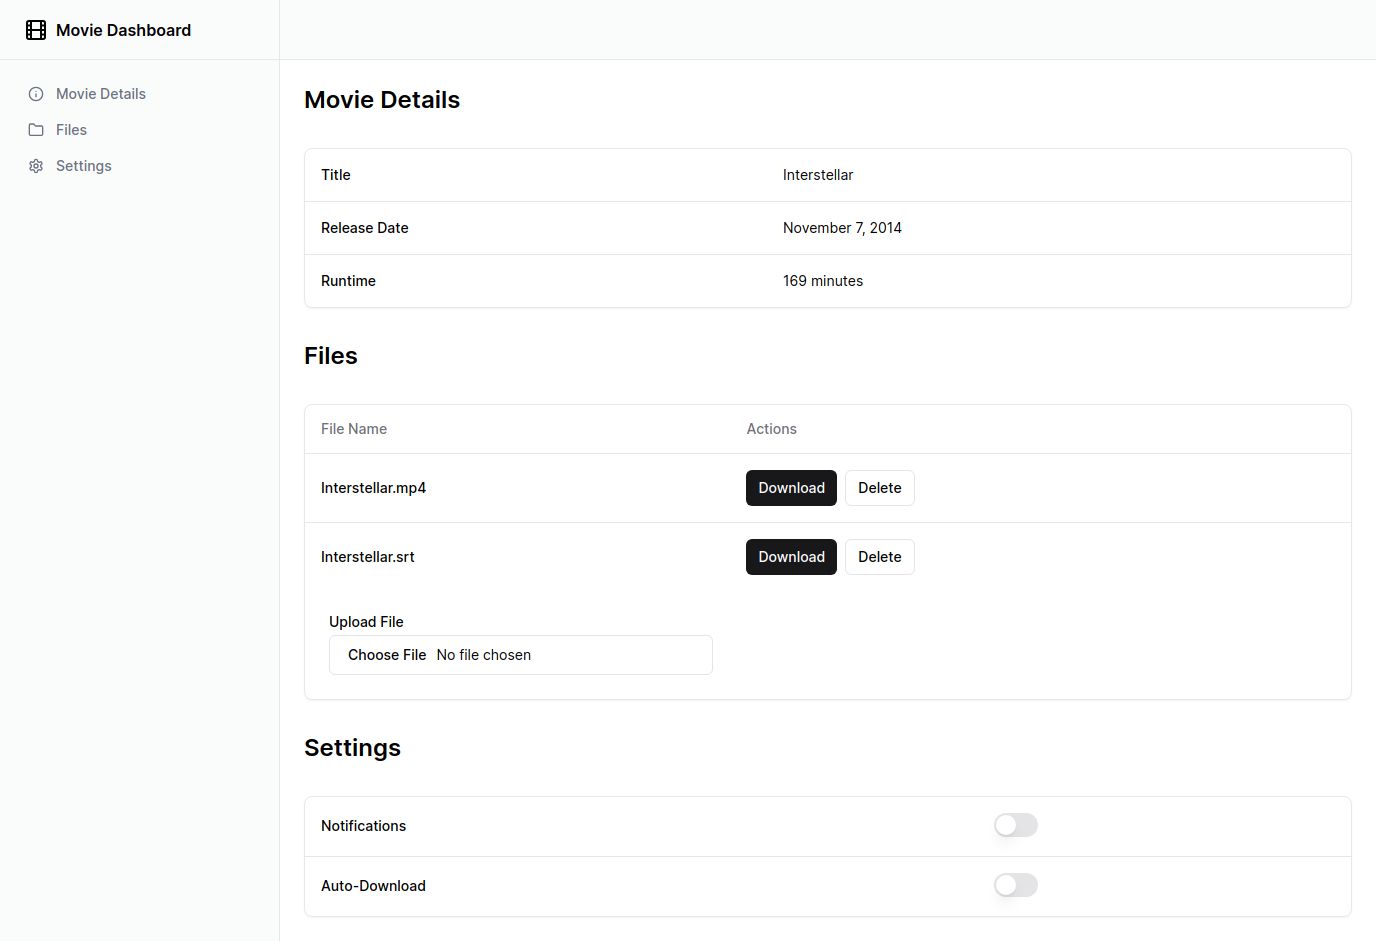 Movie Dashboard
Movie Details
Files
Settings
Movie Details
Title Interstellar
Release Date November 7, 2014
Runtime 169 minutes
Files
File Name Actions
Interstellar.mp4 Download Delete
Interstellar.srt Download Delete
Upload File
Choose File No file chosen
Settings
Notifications
Auto-Download